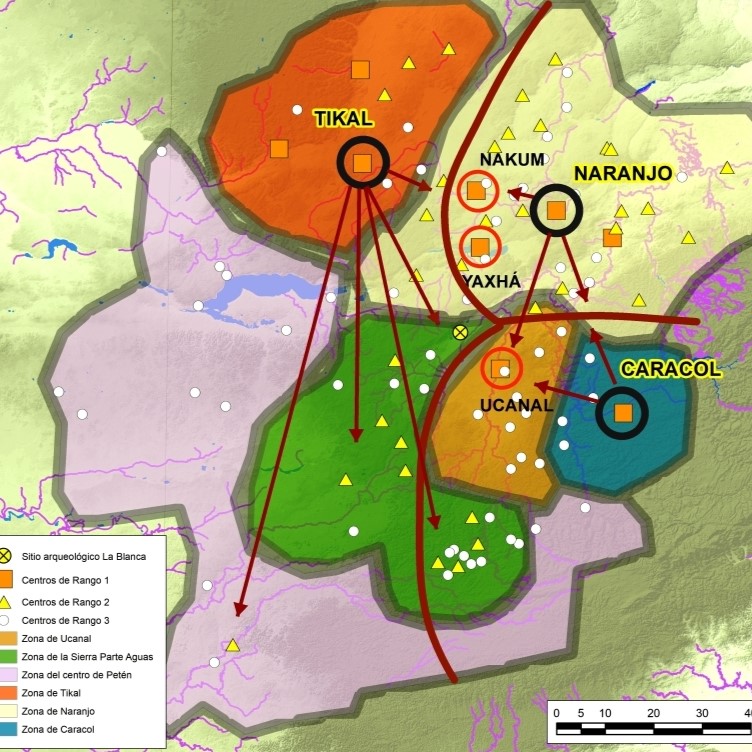 TIKAL
NAKUM
NARANJO
YAXHÁ
CARACOL
UCANAL
Sitio arqueológico La Blanca
Centros de Rango 1
Centros de Rango 2
Centros de Rango 3
Zona de Ucanal
Zona de la Sierra Parte Aguas
Zona del centro de Petén
Zona de Tikal
Zona de Naranjo
Zona de Caracol
0 5 10 20 30